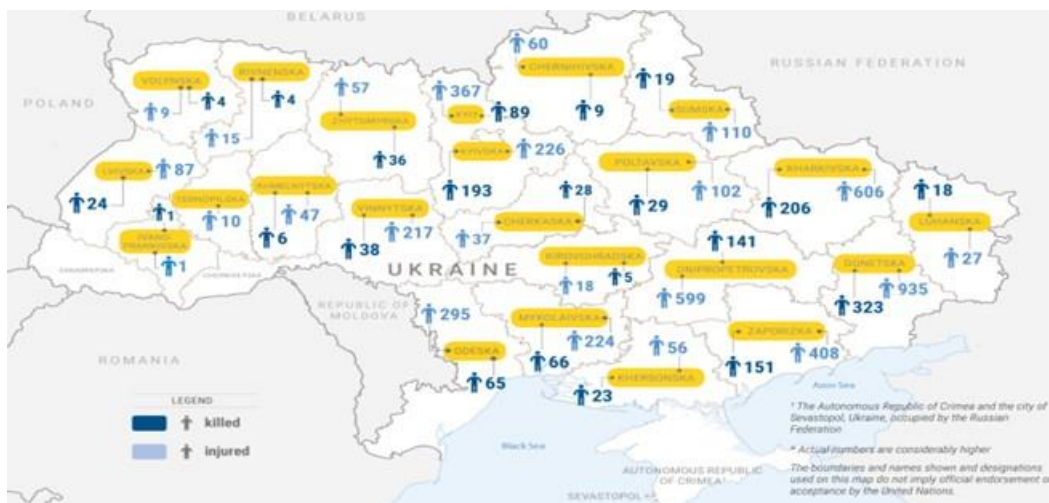 BELARUS
60
CHERNIHIVSKA
RUSSIAN FEDERATION
POLAND
VOLYNSKA
RIVNENSKA
9
4
4
57
367
KYIV
89
9
19
SUMSKA
15
ZHYTOMYRSKA
110
36
KYIVSKA
226
LVIVSKA
87
193
28
POLTAVSKA
KHARKIVSKA
24
TERNOPILSKA
KHMELNYTSKA
102
606
18
1
10
47
VINNYTSKA
29
206
LUHANSKA
IVANO-
FRANKIVSKA
6
217
37
CHERKASKA
141
27
1
38
UKRAINE
KIROVOHRADSKA
5
DNIPROPETROVSKA
DONETSKA
935
REPUBLIC OF
MOLDOVA
18
599
323
295
MYKOLAIVSKA
ZAPORIZKA
ROMANIA
224
56
408
ODESKA
66
151
65
KHERSONSKA
23
Azov Sea
LEGEND
killed
injured
Black Sea
AUTONOMOUS REPUBLIC
OF CRIMEA¹
SEVASTOPOL
¹ The Autonomous Republic of Crimea and the city of
Sevastopol, Ukraine, occupied by the Russian
Federation
* Actual numbers are considerably higher
The boundaries and names shown and designations
used on this map do not imply official endorsement or
acceptance by the United Nations.